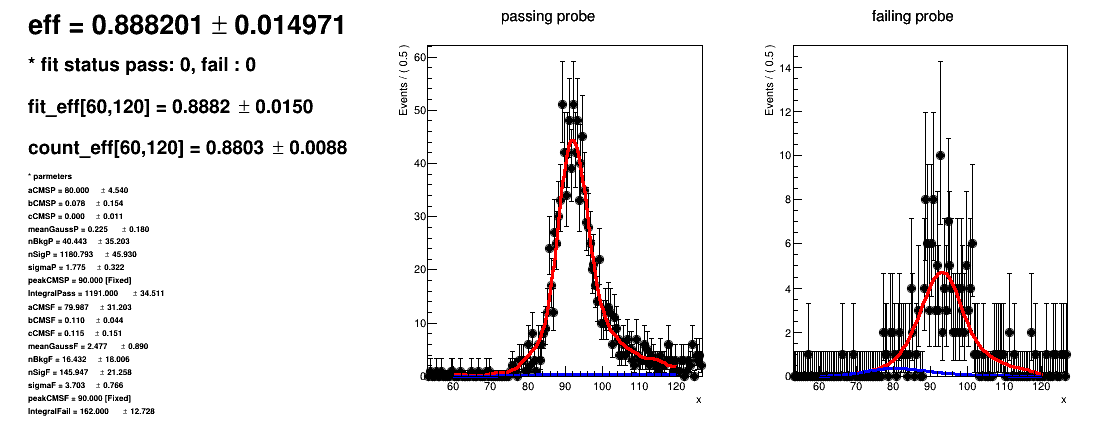 eff = 0.888201 ± 0.014971
* fit status pass: 0, fail : 0
fit_eff[60,120] = 0.8882 ± 0.0150
count_eff[60,120] = 0.8803 ± 0.0088
* parmeters
aCMSP = 80.000 ± 4.540
bCMSP = 0.078 ± 0.154
cCMSP = 0.000 ± 0.011
meanGaussP = 0.225 ± 0.180
nBkgP = 40.443 ± 35.203
nSigP = 1180.793 ± 45.930
sigmaP = 1.775 ± 0.322
peakCMSP = 90.000 [Fixed]
IntegralPass = 1191.000 ± 34.511
aCMSF = 79.987 ± 31.203
bCMSF = 0.110 ± 0.044
cCMSF = 0.115 ± 0.151
meanGaussF = 2.477 ± 0.890
nBkgF = 16.432 ± 18.006
nSigF = 145.947 ± 21.258
sigmaF = 3.703 ± 0.766
peakCMSF = 90.000 [Fixed]
IntegralFail = 162.000 ± 12.728
passing probe
Events / ( 0.5 )
60
50
40
30
20
10
0
60 70 80 90 100 110 120
x
failing probe
Events / ( 0.5 )
14
12
10
8
6
4
2
0
60 70 80 90 100 110 120
x